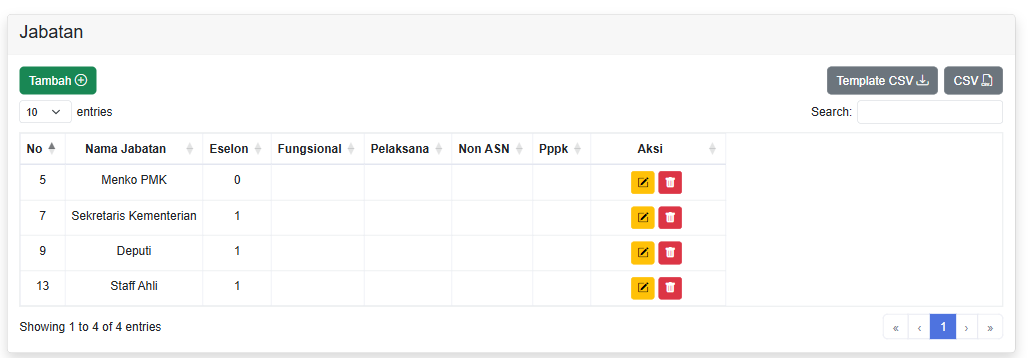 Jabatan
Tambah Template CSV CSV
10 entries Search:
No Nama Jabatan Eselon Fungsional Pelaksana Non ASN Pppk Aksi
5 Menko PMK 0
7 Sekretaris Kementerian 1
9 Deputi 1
13 Staff Ahli 1
Showing 1 to 4 of 4 entries « ‹ 1 › »